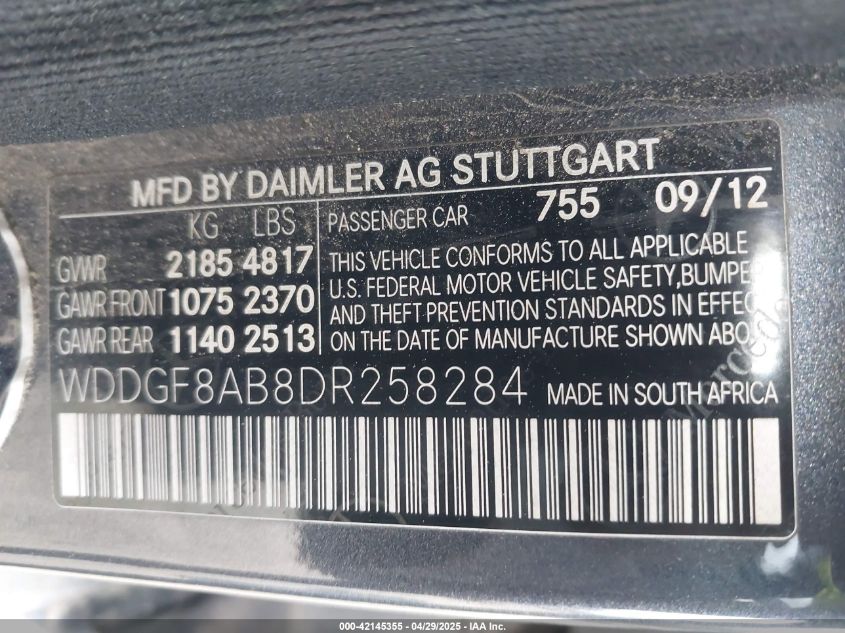 MFD BY DAIMLER AG STUTTGART
KG LBS PASSENGER CAR 755 09/12
GVWR 2185 4817 THIS VEHICLE CONFORMS TO ALL APPLICABLE
GAWR FRONT 1075 2370 U.S. FEDERAL MOTOR VEHICLE SAFETY, BUMPER
GAWR REAR 1140 2513 AND THEFT PREVENTION STANDARDS IN EFFEC
ON THE DATE OF MANUFACTURE SHOWN ABO
WDDGF8AB8DR258284 MADE IN SOUTH AFRICA
000-42145355 - 04/29/2025 - IAA Inc.